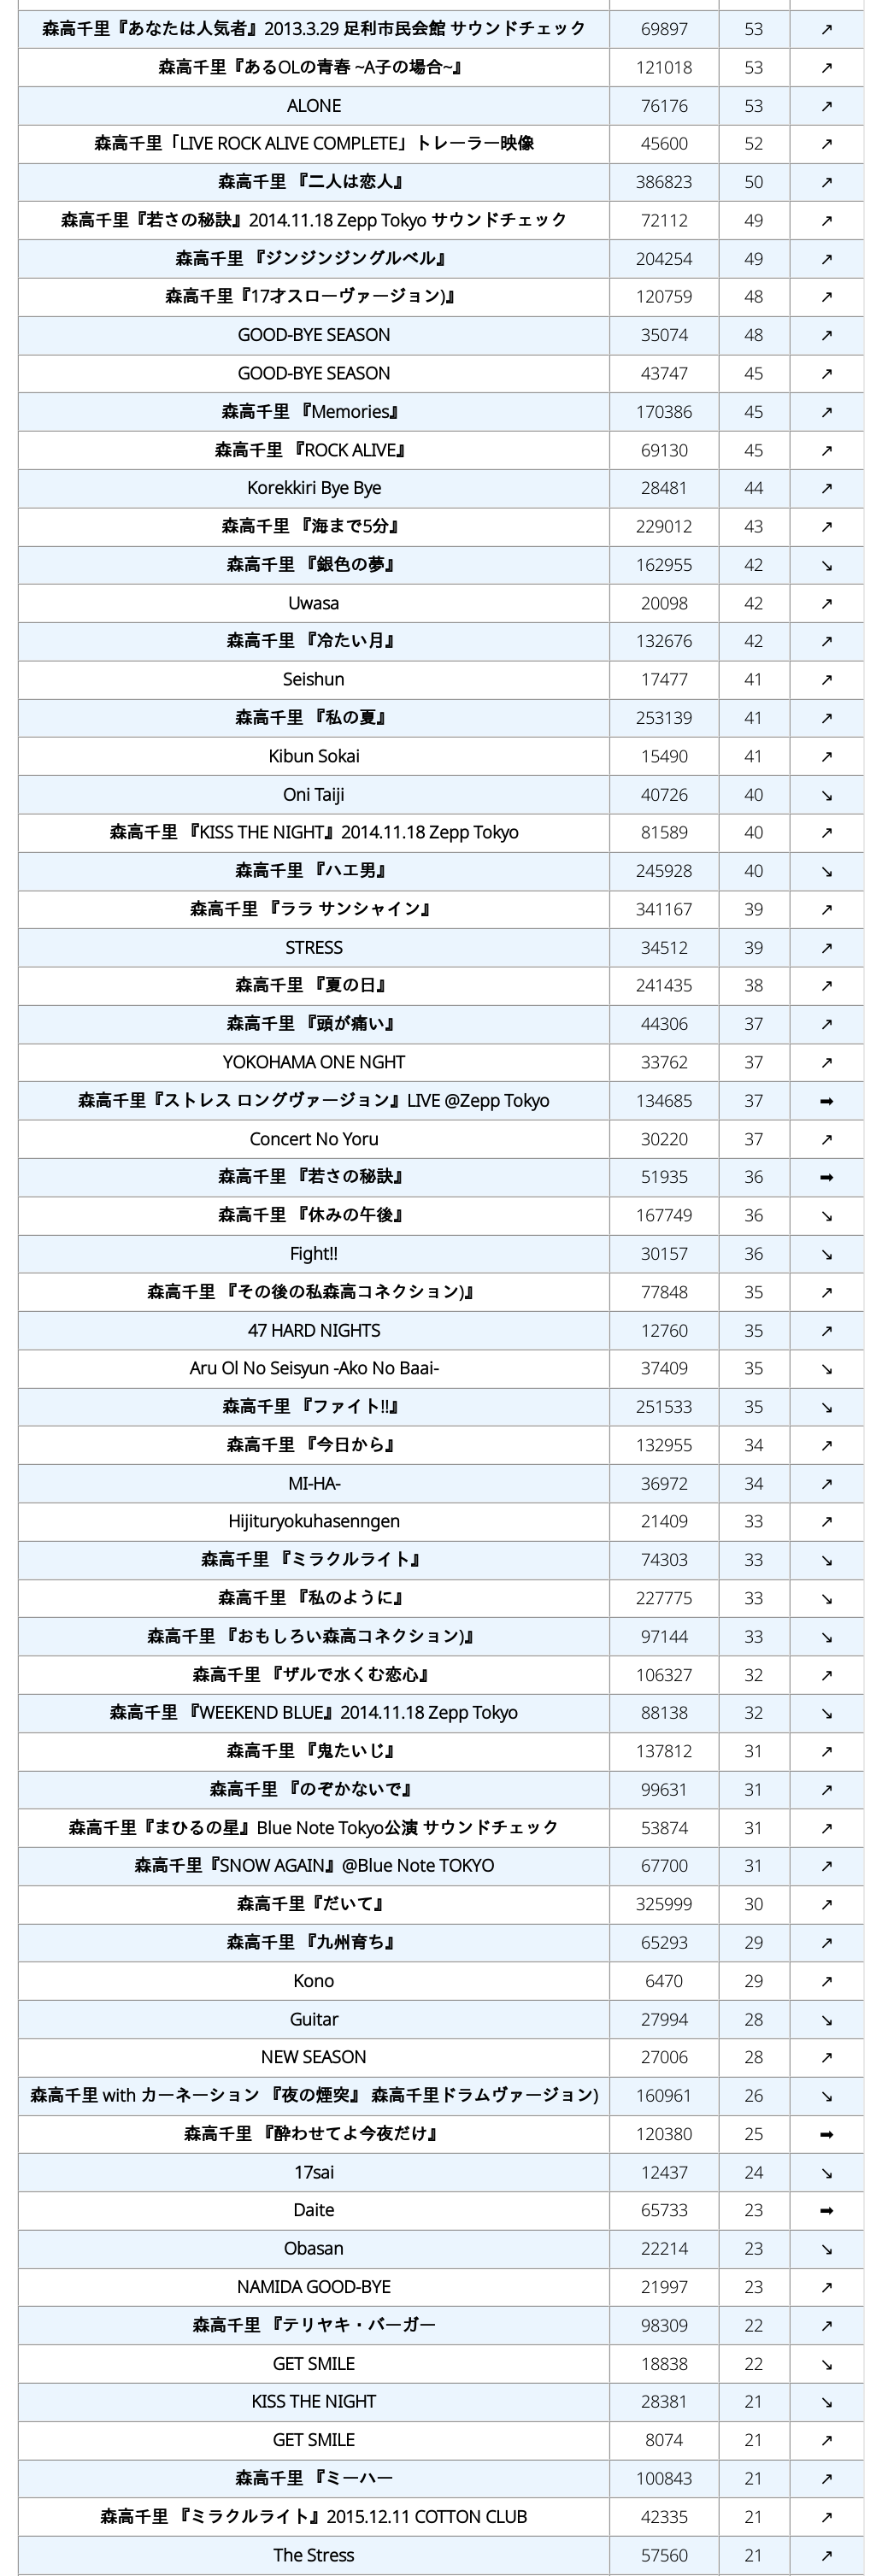 森高千里『あなたは人気者』2013.3.29 足利市民会館 サウンドチェック 69897 53 ↗
森高千里『あるOLの青春 ~A子の場合~』 121018 53 ↗
ALONE 76176 53 ↗
森高千里「LIVE ROCK ALIVE COMPLETE」トレーラー映像 45600 52 ↗
森高千里 『二人は恋人』 386823 50 ↗
森高千里『若さの秘訣』2014.11.18 Zepp Tokyo サウンドチェック 72112 49 ↗
森高千里 『ジンジンジングルベル』 204254 49 ↗
森高千里『17才スローヴァージョン)』 120759 48 ↗
GOOD-BYE SEASON 35074 48 ↗
GOOD-BYE SEASON 43747 45 ↗
森高千里 『Memories』 170386 45 ↗
森高千里 『ROCK ALIVE』 69130 45 ↗
Korekkiri Bye Bye 28481 44 ↗
森高千里 『海まで5分』 229012 43 ↗
森高千里 『銀色の夢』 162955 42 ↘
Uwasa 20098 42 ↗
森高千里 『冷たい月』 132676 42 ↗
Seishun 17477 41 ↗
森高千里 『私の夏』 253139 41 ↗
Kibun Sokai 15490 41 ↗
Oni Taiji 40726 40 ↘
森高千里 『KISS THE NIGHT』2014.11.18 Zepp Tokyo 81589 40 ↗
森高千里 『ハエ男』 245928 40 ↘
森高千里 『ララ サンシャイン』 341167 39 ↗
STRESS 34512 39 ↗
森高千里 『夏の日』 241435 38 ↗
森高千里 『頭が痛い』 44306 37 ↗
YOKOHAMA ONE NGHT 33762 37 ↗
森高千里『ストレス ロングヴァージョン』LIVE @Zepp Tokyo 134685 37 ➡
Concert No Yoru 30220 37 ↗
森高千里 『若さの秘訣』 51935 36 ➡
森高千里 『休みの午後』 167749 36 ↘
Fight!! 30157 36 ↘
森高千里 『その後の私森高コネクション)』 77848 35 ↗
47 HARD NIGHTS 12760 35 ↗
Aru Ol No Seisyun -Ako No Baai- 37409 35 ↘
森高千里 『ファイト!!』 251533 35 ↘
森高千里 『今日から』 132955 34 ↗
MI-HA- 36972 34 ↗
Hijituryokuhasenngen 21409 33 ↗
森高千里 『ミラクルライト』 74303 33 ↘
森高千里 『私のように』 227775 33 ↘
森高千里 『おもしろい森高コネクション)』 97144 33 ↘
森高千里 『ザルで水くむ恋心』 106327 32 ↗
森高千里 『WEEKEND BLUE』2014.11.18 Zepp Tokyo 88138 32 ↘
森高千里 『鬼たいじ』 137812 31 ↗
森高千里 『のぞかないで』 99631 31 ↗
森高千里『まひるの星』Blue Note Tokyo公演 サウンドチェック 53874 31 ↗
森高千里『SNOW AGAIN』@Blue Note TOKYO 67700 31 ↗
森高千里『だいて』 325999 30 ↗
森高千里 『九州育ち』 65293 29 ↗
Kono 6470 29 ↗
Guitar 27994 28 ↘
NEW SEASON 27006 28 ↗
森高千里 with カーネーション 『夜の煙突』 森高千里ドラムヴァージョン) 160961 26 ↘
森高千里 『酔わせてよ今夜だけ』 120380 25 ➡
17sai 12437 24 ↘
Daite 65733 23 ➡
Obasan 22214 23 ↘
NAMIDA GOOD-BYE 21997 23 ↗
森高千里 『テリヤキ・バーガー 98309 22 ↗
GET SMILE 18838 22 ↘
KISS THE NIGHT 28381 21 ↘
GET SMILE 8074 21 ↗
森高千里 『ミーハー 100843 21 ↗
森高千里 『ミラクルライト』2015.12.11 COTTON CLUB 42335 21 ↗
The Stress 57560 21 ↗